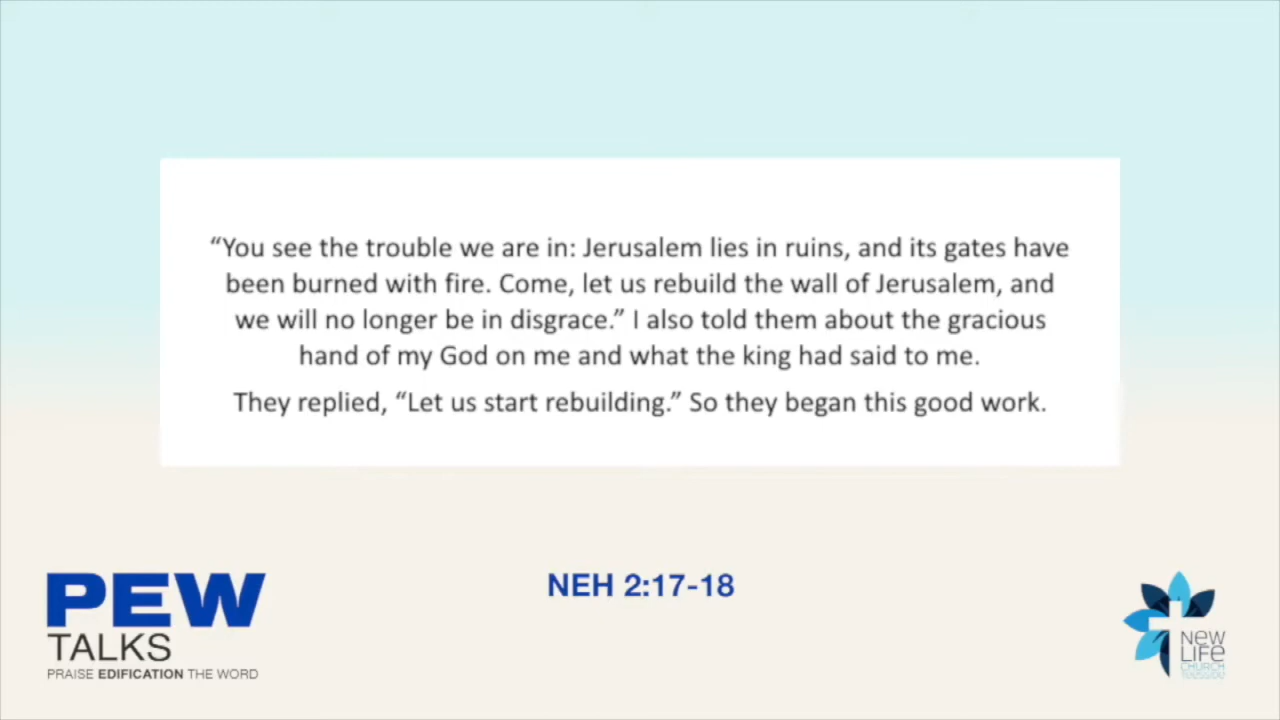 “You see the trouble we are in: Jerusalem lies in ruins, and its gates have
been burned with fire. Come, let us rebuild the wall of Jerusalem, and
we will no longer be in disgrace.” I also told them about the gracious
hand of my God on me and what the king had said to me.
They replied, “Let us start rebuilding.” So they began this good work.
NEH 2:17-18
PEW
TALKS
PRAISE EDIFICATION THE WORD
NEW
LIFE
CHURCH